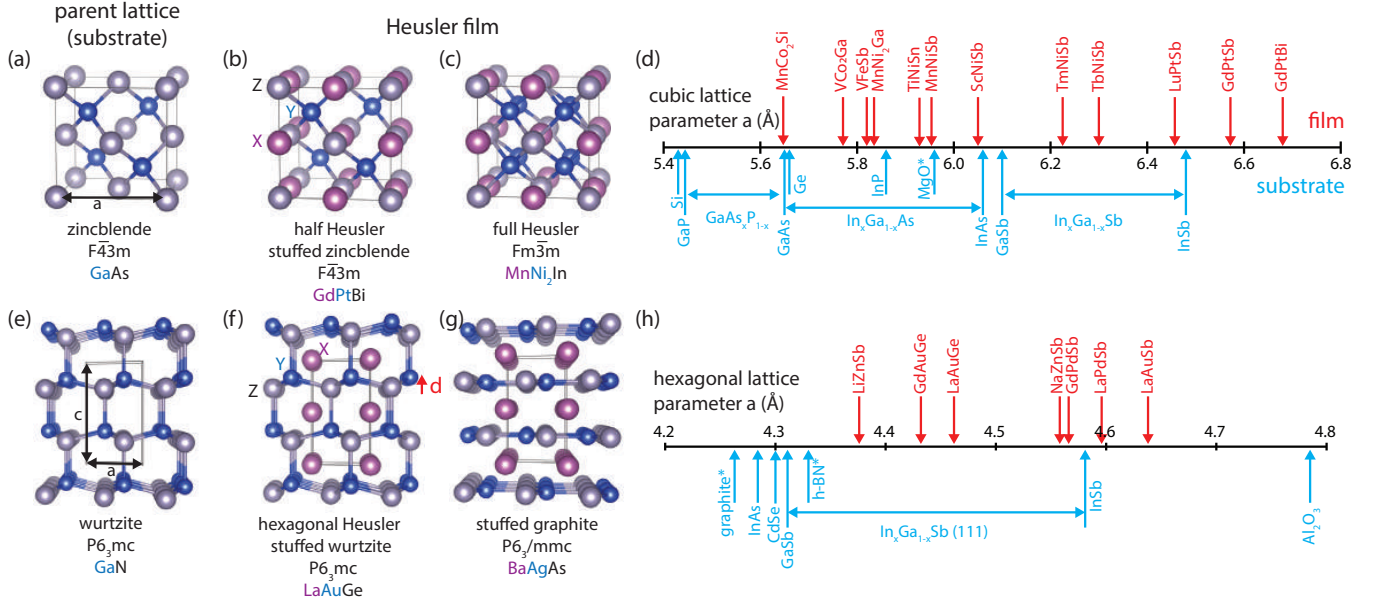 parent lattice
(substrate)
Heusler film
(a)
a
zincblende
F4̅3m
GaAs
(b)
Z
Y
X
half Heusler
stuffed zincblende
F4̅3m
GdPtBi
(c)
full Heusler
Fm3̅m
MnNi₂In
(d)
cubic lattice
parameter a (Å)
MnCo₂Si
VCo₂Ga
VFeSb
MnNi₂Ga
TiNiSn
MnNiSb
ScNiSb
TmNiSb
TbNiSb
LuPtSb
GdPtSb
GdPtBi
film
5.4 5.6 5.8 6.0 6.2 6.4 6.6 6.8
substrate
Si
GaP
GaAsₓP₁₋ₓ
GaAs
Ge
InP
MgO*
InₓGa₁₋ₓAs
InAs
GaSb
InₓGa₁₋ₓSb
InSb
(e)
c
a
wurtzite
P6₃mc
GaN
(f)
X
Y
Z
d
hexagonal Heusler
stuffed wurtzite
P6₃mc
LaAuGe
(g)
stuffed graphite
P6₃/mmc
BaAgAs
(h)
hexagonal lattice
parameter a (Å)
LiZnSb
GdAuGe
LaAuGe
NaZnSb
GdPdSb
LaPdSb
LaAuSb
4.2 4.3 4.4 4.5 4.6 4.7 4.8
graphite*
InAs
CdSe
GaSb
h-BN*
InₓGa₁₋ₓSb (111)
InSb
Al₂O₃